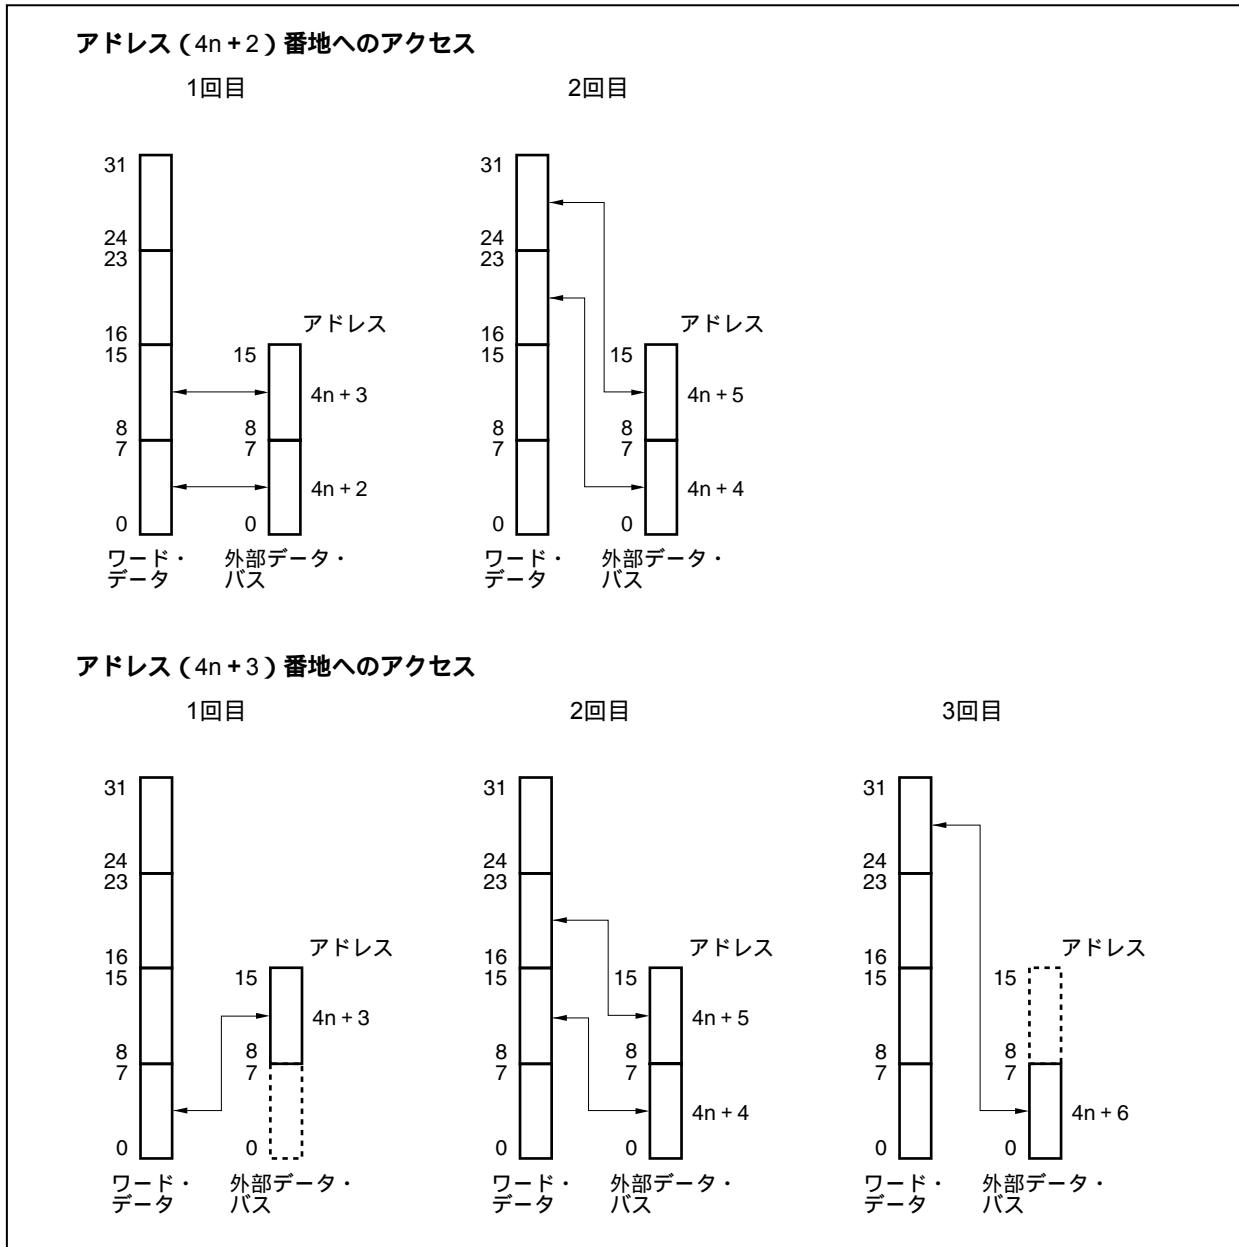 アドレス（4n＋2）番地へのアクセス
1回目
2回目
31
24
23
16
15
8
7
0
ワード・
データ
アドレス
15
8
7
0
4n＋3
4n＋2
外部データ・
バス
31
24
23
16
15
8
7
0
ワード・
データ
アドレス
15
8
7
0
4n＋5
4n＋4
外部データ・
バス
アドレス（4n＋3）番地へのアクセス
1回目
2回目
3回目
31
24
23
16
15
8
7
0
ワード・
データ
アドレス
15
8
7
0
4n＋3
外部データ・
バス
31
24
23
16
15
8
7
0
ワード・
データ
アドレス
15
8
7
0
4n＋5
4n＋4
外部データ・
バス
31
24
23
16
15
8
7
0
ワード・
データ
アドレス
15
8
7
0
4n＋6
外部データ・
バス